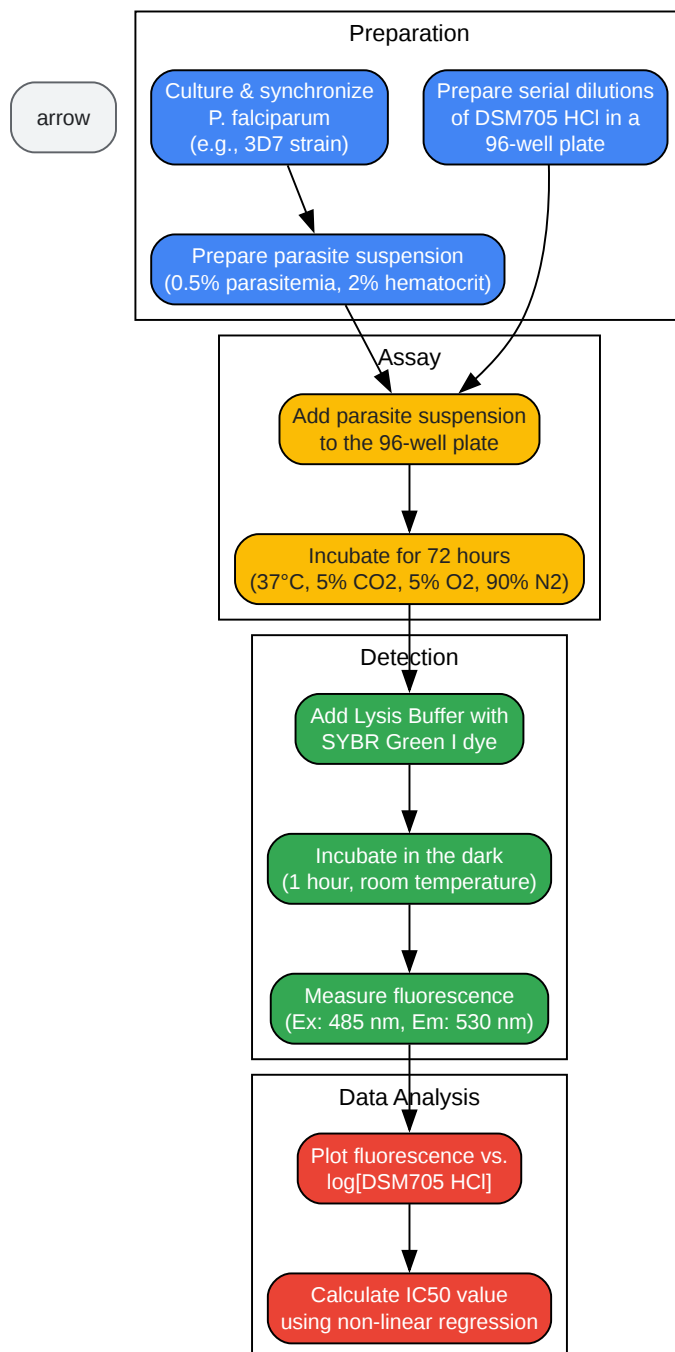 Preparation
arrow
Culture & synchronize
P. falciparum
(e.g., 3D7 strain)
Prepare serial dilutions
of DSM705 HCl in a
96-well plate
Prepare parasite suspension
(0.5% parasitemia, 2% hematocrit)
Assay
Add parasite suspension
to the 96-well plate
Incubate for 72 hours
(37°C, 5% CO2, 5% O2, 90% N2)
Detection
Add Lysis Buffer with
SYBR Green I dye
Incubate in the dark
(1 hour, room temperature)
Measure fluorescence
(Ex: 485 nm, Em: 530 nm)
Data Analysis
Plot fluorescence vs.
log[DSM705 HCl]
Calculate IC50 value
using non-linear regression